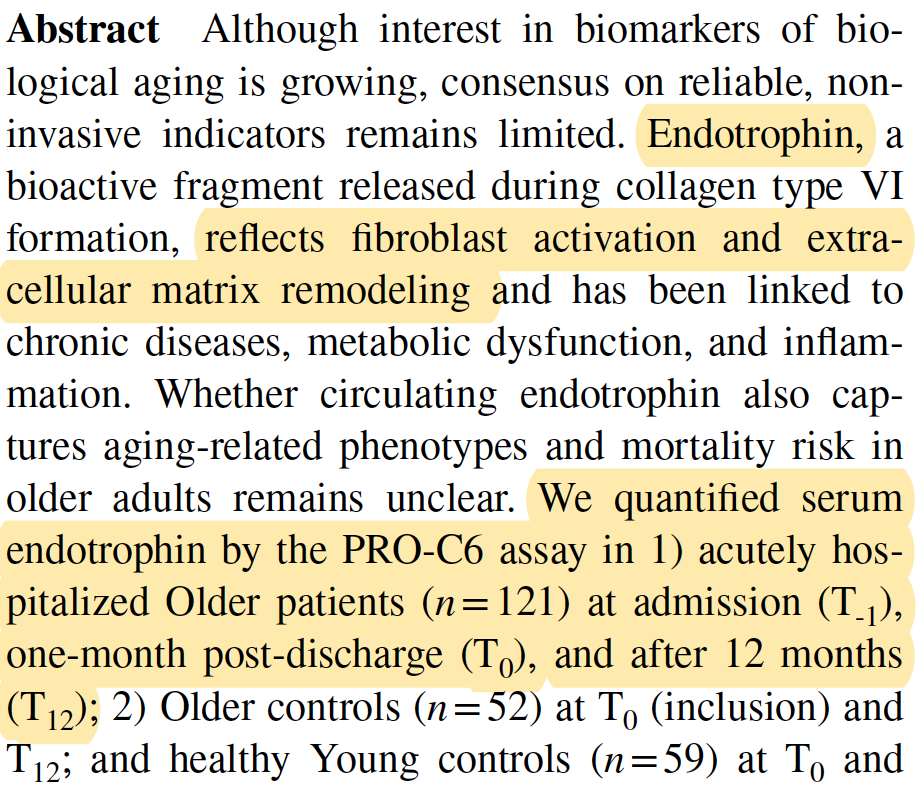 Abstract Although interest in biomarkers of bio-
logical aging is growing, consensus on reliable, non-
invasive indicators remains limited. Endotrophin, a
bioactive fragment released during collagen type VI
formation, reflects fibroblast activation and extra-
cellular matrix remodeling and has been linked to
chronic diseases, metabolic dysfunction, and inflam-
mation. Whether circulating endotrophin also cap-
tures aging-related phenotypes and mortality risk in
older adults remains unclear. We quantified serum
endotrophin by the PRO-C6 assay in 1) acutely hos-
pitalized Older patients (n=121) at admission (T-1),
one-month post-discharge (T0), and after 12 months
(T12); 2) Older controls (n=52) at T0 (inclusion) and
T12; and healthy Young controls (n=59) at T0 and